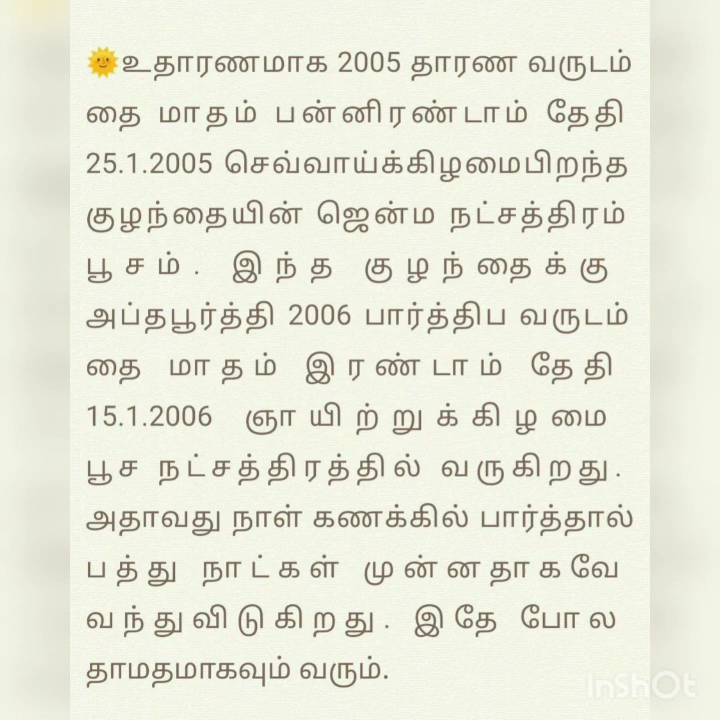 🌞உதாரணமாக 2005 தாரண வருடம்
தை மாதம் பன்னிரண்டாம் தேதி
25.1.2005 செவ்வாய்க்கிழமைபிறந்த
குழந்தையின் ஜென்ம நட்சத்திரம்
பூசம். இந்த குழந்தைக்கு
அப்தபூர்த்தி 2006 பார்த்திப வருடம்
தை மாதம் இரண்டாம் தேதி
15.1.2006 ஞாயிற்றுக்கிழமை
பூச நட்சத்திரத்தில் வருகிறது.
அதாவது நாள் கணக்கில் பார்த்தால்
பத்து நாட்கள் முன்னதாகவே
வந்துவிடுகிறது. இதே போல
தாமதமாகவும் வரும்.
InShOt